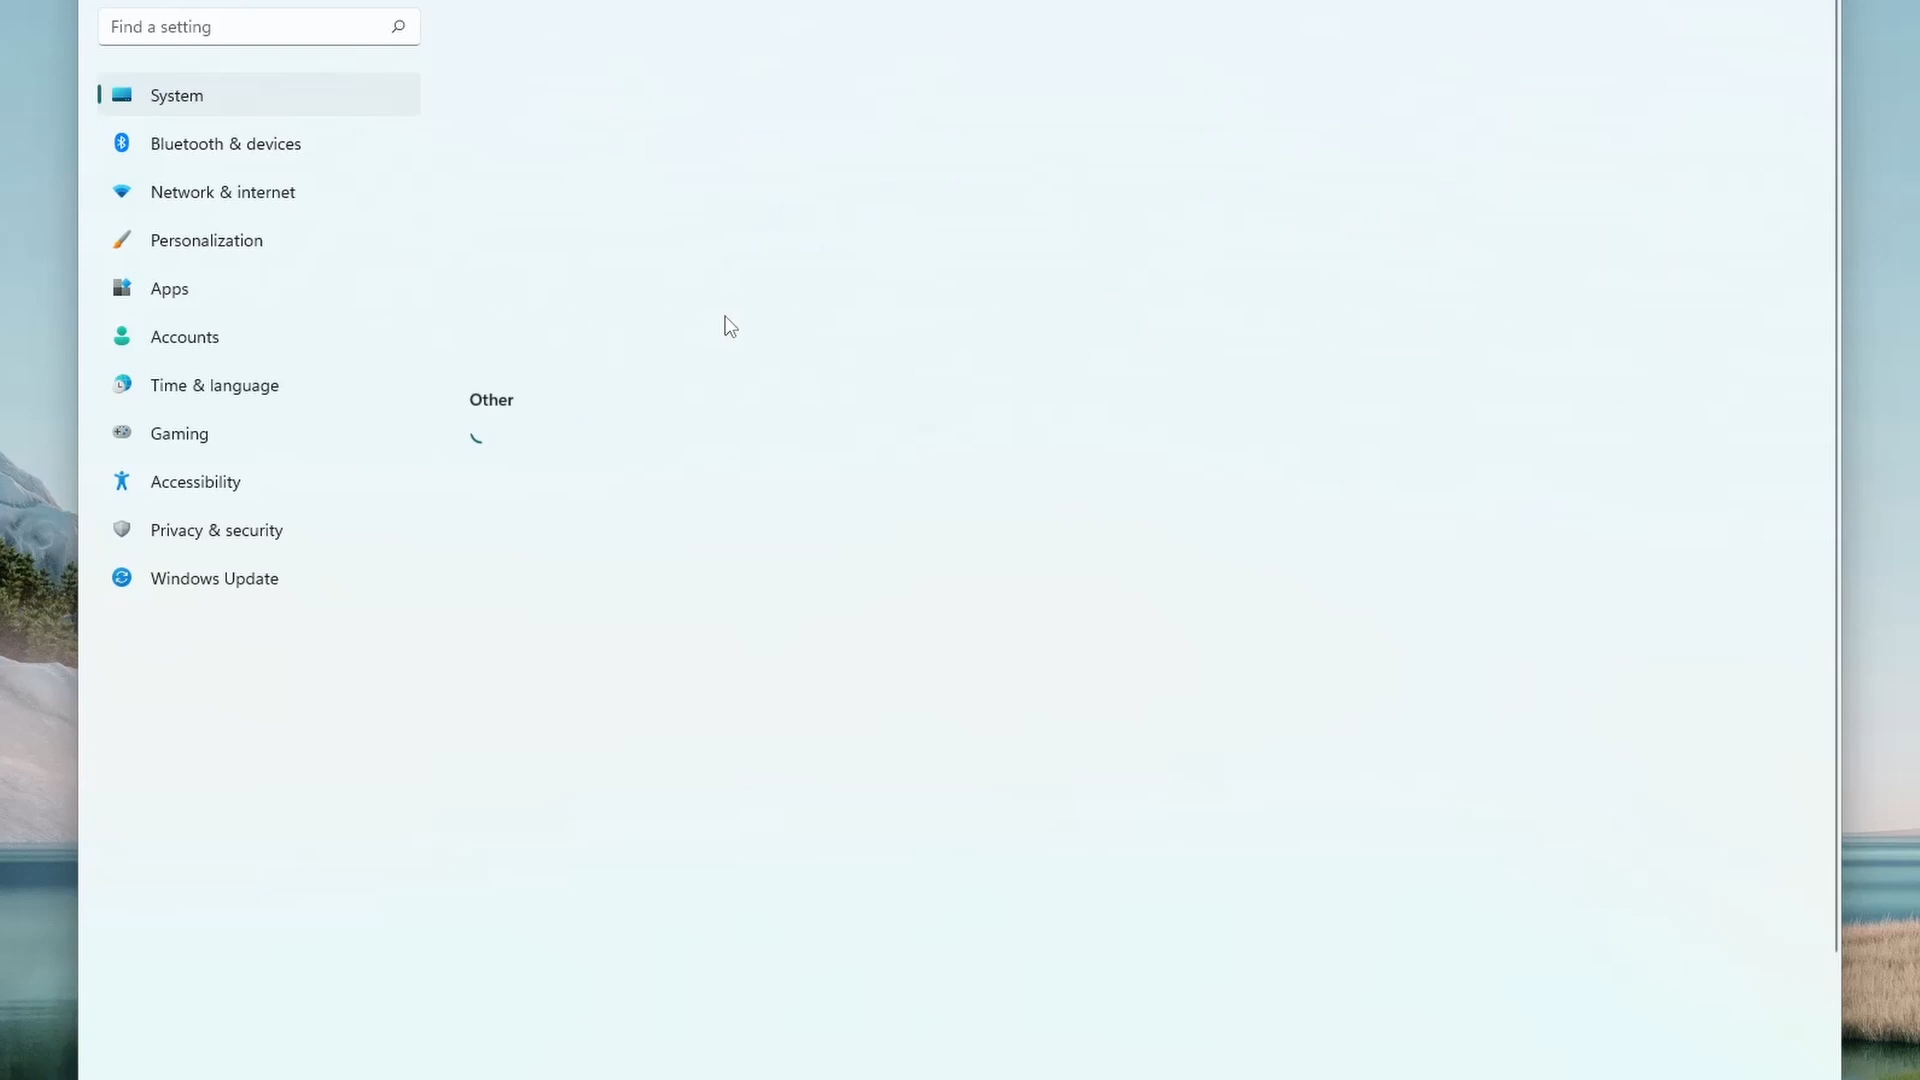 Find a setting
System
Bluetooth & devices
Network & internet
Personalization
Apps
Accounts
Time & language
Gaming
Accessibility
Privacy & security
Windows Update
Other